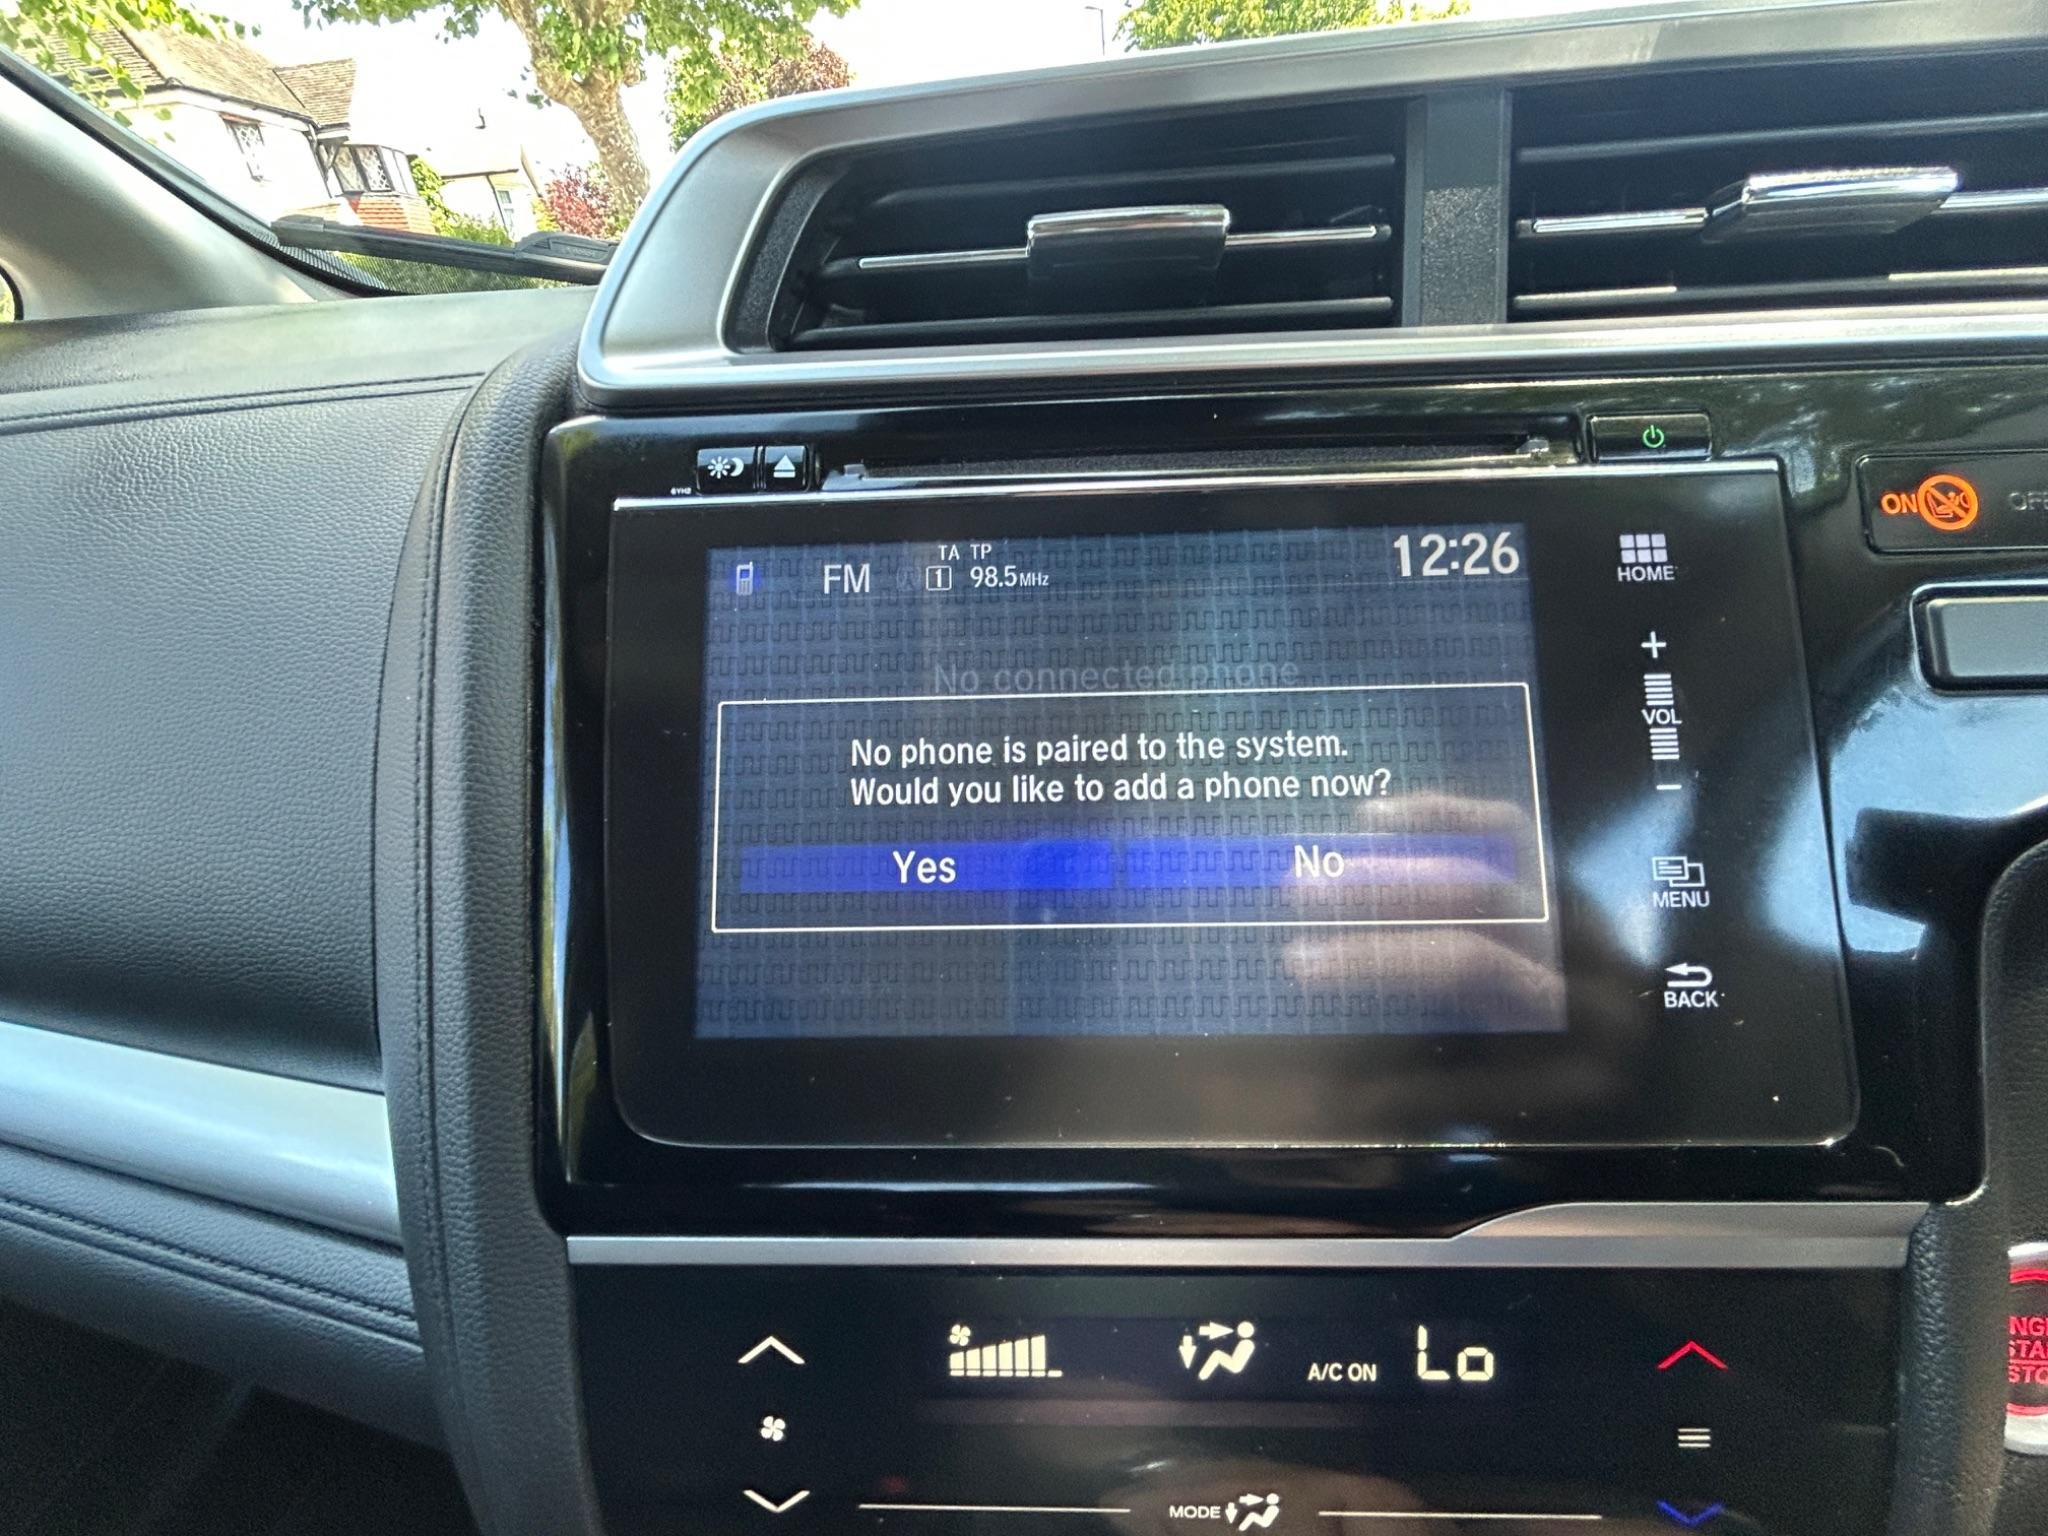 TA TP
FM 1 98.5MHz 12:26
No connected phone
No phone is paired to the system.
Would you like to add a phone now?
Yes No
HOME
+
VOL
−
MENU
BACK
ON
A/C ON Lo
MODE